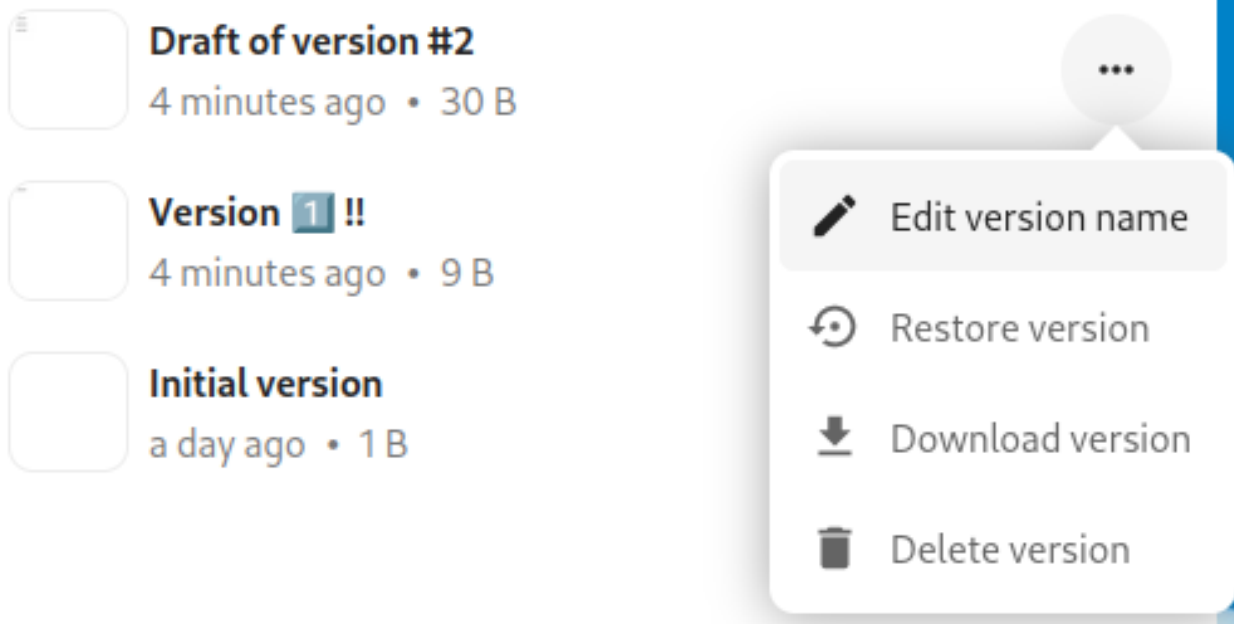 Draft of version #2
4 minutes ago • 30 B
Version 1️⃣ !!
4 minutes ago • 9 B
Initial version
a day ago • 1 B
Edit version name
Restore version
Download version
Delete version